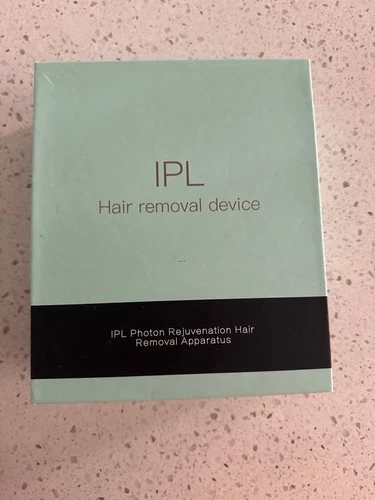 IPL
Hair removal device
...
IPL Photon Rejuvenation Hair
Removal Apparatus